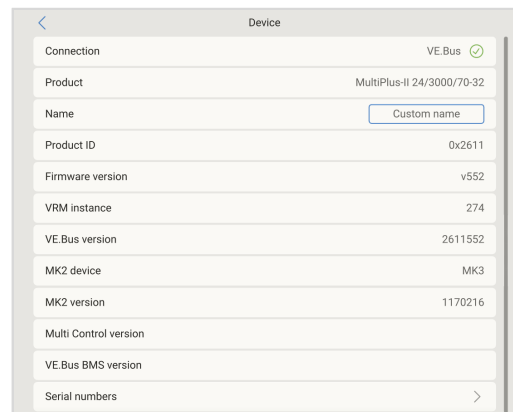 Device
Connection VE.Bus
Product MultiPlus-II 24/3000/70-32
Name Custom name
Product ID 0x2611
Firmware version v552
VRM instance 274
VE.Bus version 2611552
MK2 device MK3
MK2 version 1170216
Multi Control version
VE.Bus BMS version
Serial numbers